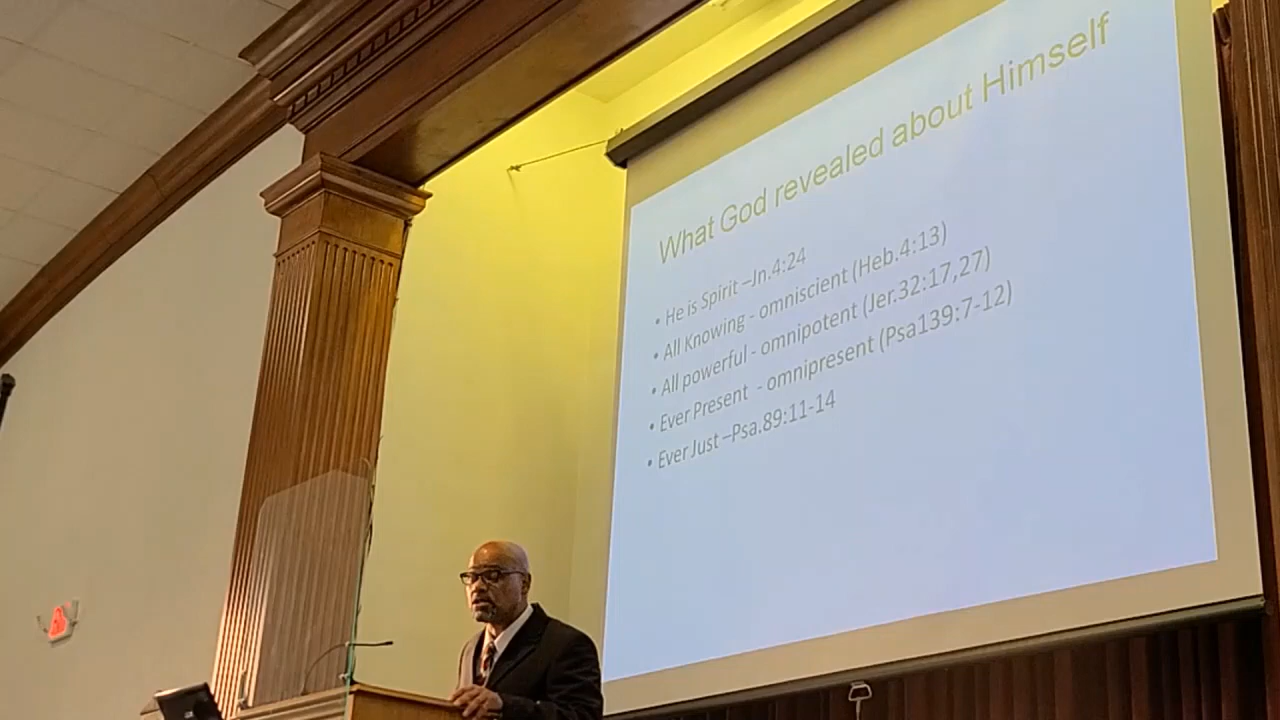 What God revealed about Himself
• He is Spirit –Jn.4:24
• All Knowing - omniscient (Heb.4:13)
• All powerful - omnipotent (Jer.32:17,27)
• Ever Present - omnipresent (Psa139:7-12)
• Ever Just –Psa.89:11-14